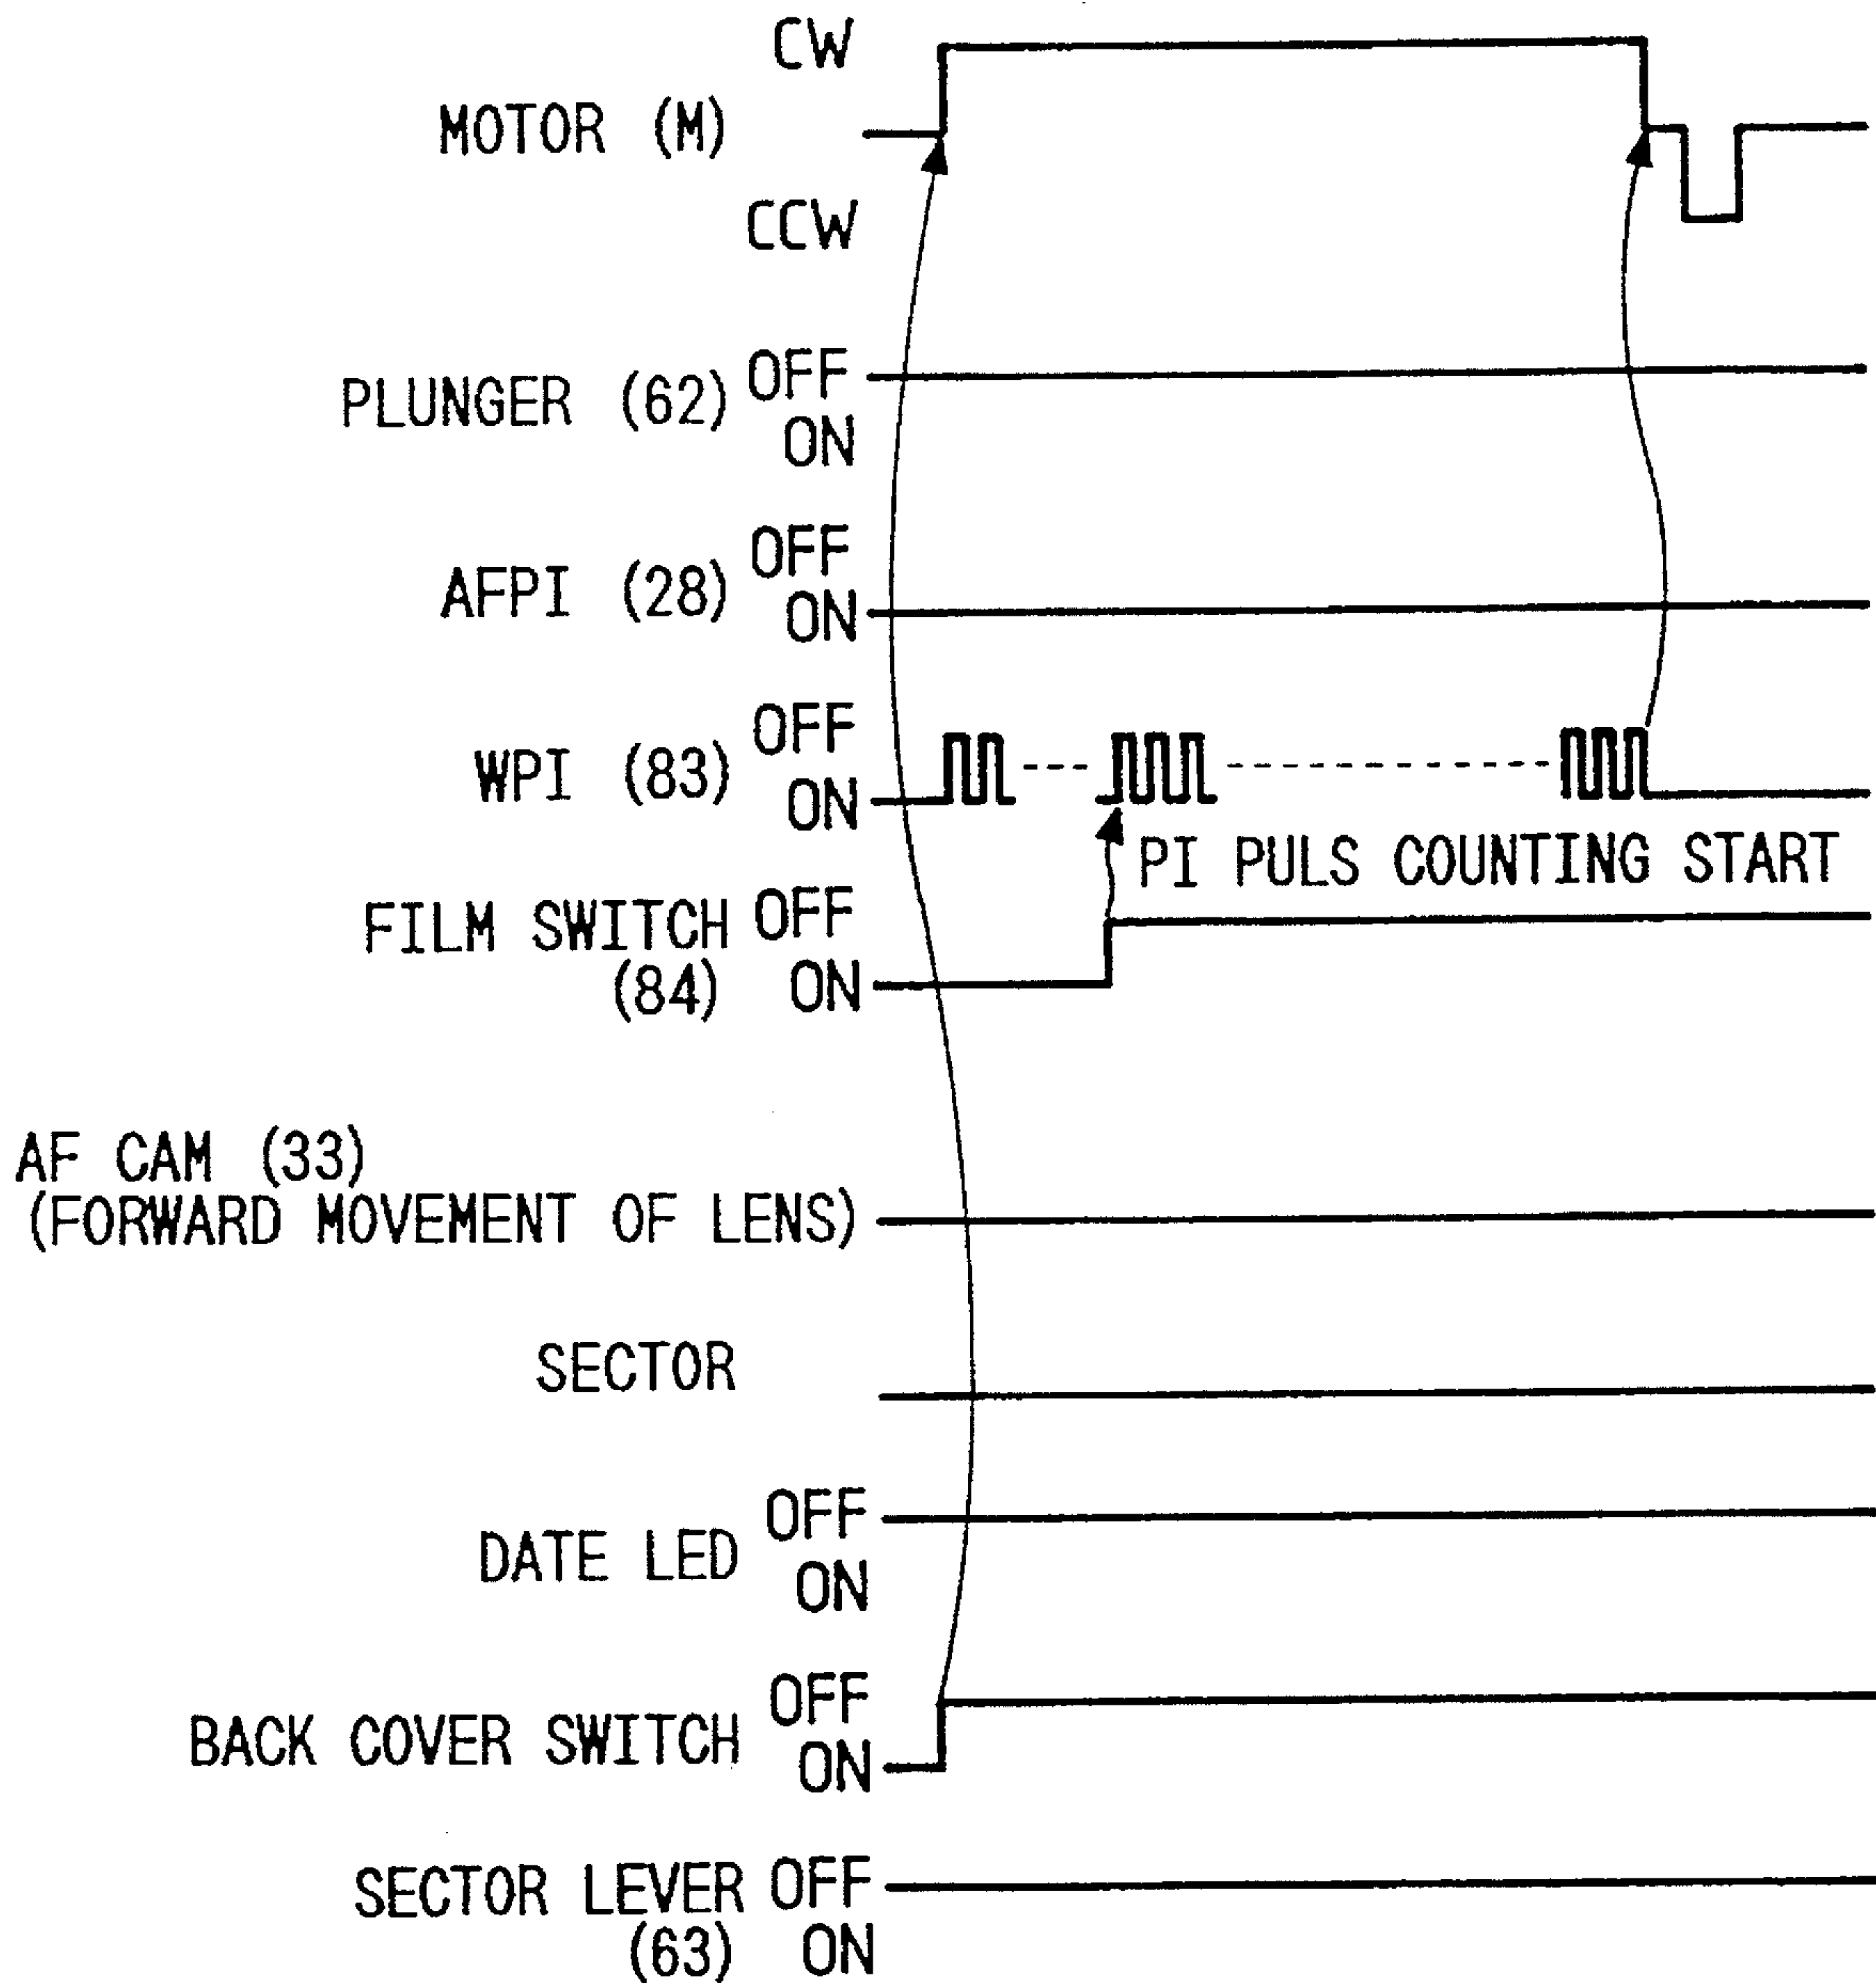 CW
MOTOR (M)
CCW
PLUNGER (62) OFF
ON
AFPI (28) OFF
ON
WPI (83) OFF
ON
PI PULS COUNTING START
FILM SWITCH OFF
(84) ON
AF CAM (33)
(FORWARD MOVEMENT OF LENS)
SECTOR
DATE LED OFF
ON
BACK COVER SWITCH OFF
ON
SECTOR LEVER OFF
(63) ON